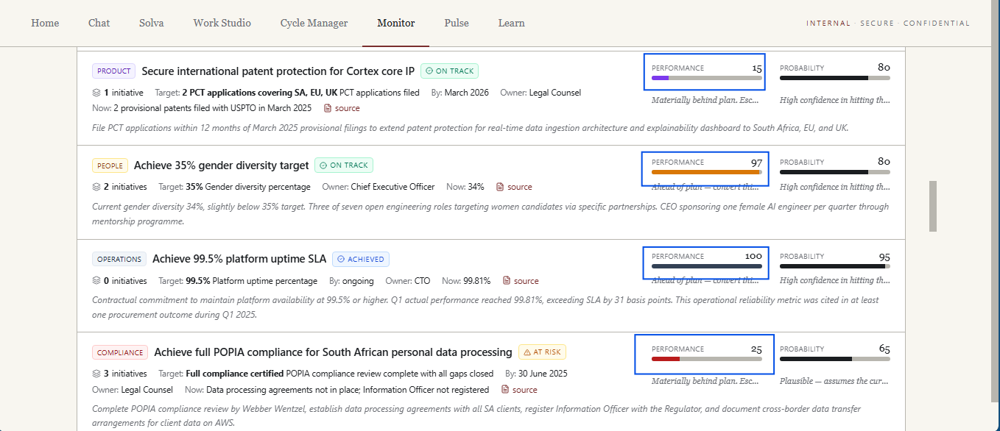 Home Chat Solva Work Studio Cycle Manager Monitor Pulse Learn INTERNAL · SECURE · CONFIDENTIAL
PRODUCT Secure international patent protection for Cortex core IP ON TRACK PERFORMANCE 15 PROBABILITY 80
1 initiative Target: 2 PCT applications covering SA, EU, UK PCT applications filed By: March 2026 Owner: Legal Counsel Materially behind plan. Esc... High confidence in hitting th...
Now: 2 provisional patents filed with USPTO in March 2025 source
File PCT applications within 12 months of March 2025 provisional filings to extend patent protection for real-time data ingestion architecture and explainability dashboard to South Africa, EU, and UK.
PEOPLE Achieve 35% gender diversity target ON TRACK PERFORMANCE 97 PROBABILITY 80
2 initiatives Target: 35% Gender diversity percentage Owner: Chief Executive Officer Now: 34% source Ahead of plan — convert thi... High confidence in hitting th...
Current gender diversity 34%, slightly below 35% target. Three of seven open engineering roles targeting women candidates via specific partnerships. CEO sponsoring one female AI engineer per quarter through
mentorship programme.
OPERATIONS Achieve 99.5% platform uptime SLA ACHIEVED PERFORMANCE 100 PROBABILITY 95
0 initiatives Target: 99.5% Platform uptime percentage By: ongoing Owner: CTO Now: 99.81% source Ahead of plan — convert thi... High confidence in hitting th...
Contractual commitment to maintain platform availability at 99.5% or higher. Q1 actual performance reached 99.81%, exceeding SLA by 31 basis points. This operational reliability metric was cited in at least
one procurement outcome during Q1 2025.
COMPLIANCE Achieve full POPIA compliance for South African personal data processing AT RISK PERFORMANCE 25 PROBABILITY 65
3 initiatives Target: Full compliance certified POPIA compliance review complete with all gaps closed By: 30 June 2025 Materially behind plan. Esc... Plausible — assumes the cur...
Owner: Legal Counsel Now: Data processing agreements not in place; Information Officer not registered source
Complete POPIA compliance review by Webber Wentzel, establish data processing agreements with all SA clients, register Information Officer with the Regulator, and document cross-border data transfer
arrangements for client data on AWS.